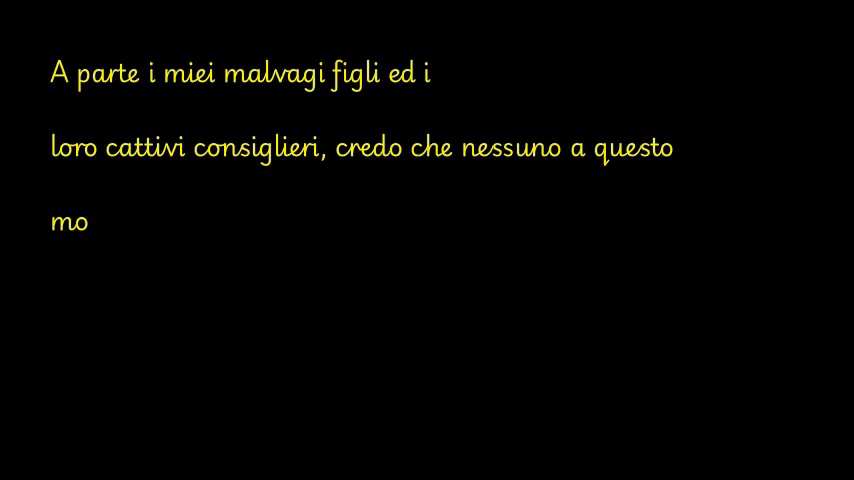 A parte i miei malvagi figli ed i
loro cattivi consiglieri, credo che nessuno a questo
mo